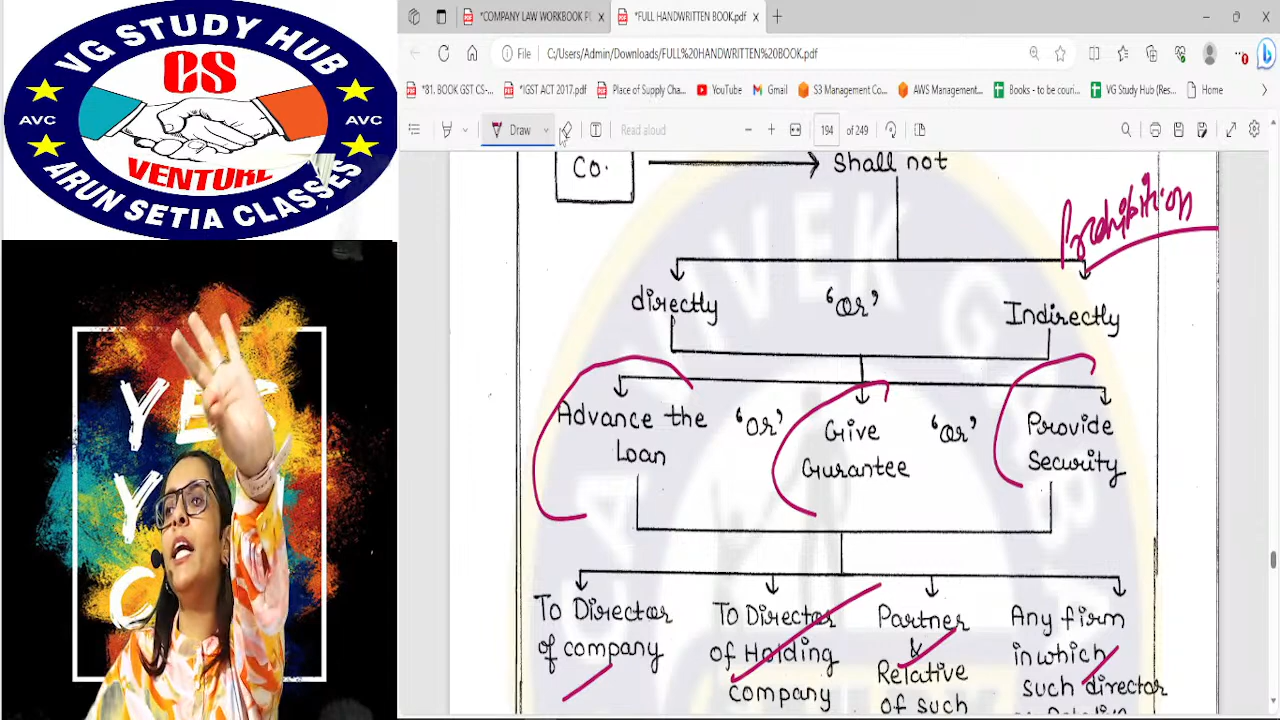 VG STUDY HUB
CS
AVC
AVC
VENTURE
ARUN SETIA CLASSES
YES
Y
C
*COMPANY LAW WORKBOOK
*FULL HANDWRITTEN BOOK.pdf
File
C:/Users/Admin/Downloads/FULL%20HANDWRITTEN%20BOOK.pdf
*81. BOOK GST CS-...
*IGST ACT 2017.pdf
Place of Supply Cha...
YouTube
Gmail
S3 Management Co...
AWS Management...
Books - to be couri...
VG Study Hub (Res...
Home
Draw
Read aloud
194
of 249
Co.
Shall not
Prohibition
directly
'Or'
Indirectly
Advance the
Loan
'Or'
Give
Gurantee
'Or'
Provide
Security
To Director
of company
To Director
of Holding
company
Partner
&
Relative
of such
Any firm
in which
such director